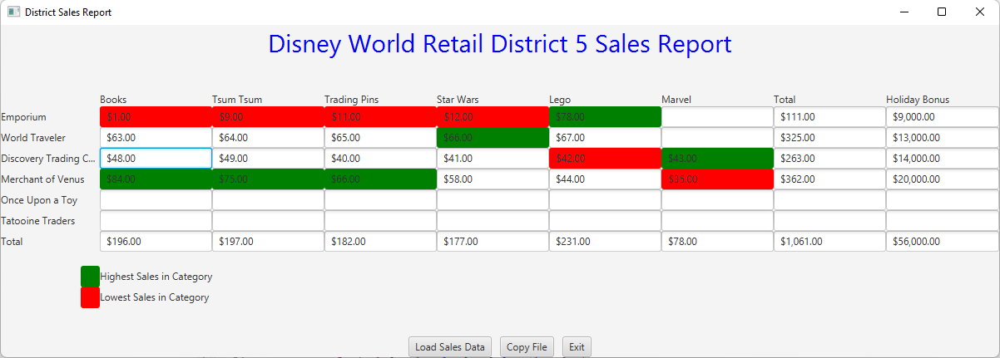 District Sales Report
Disney World Retail District 5 Sales Report
Books Tsum Tsum Trading Pins Star Wars Lego Marvel Total Holiday Bonus
Emporium $1.00 $9.00 $11.00 $12.00 $78.00 $111.00 $9,000.00
World Traveler $63.00 $64.00 $65.00 $66.00 $67.00 $325.00 $13,000.00
Discovery Trading C... $48.00 $49.00 $40.00 $41.00 $42.00 $43.00 $263.00 $14,000.00
Merchant of Venus $84.00 $75.00 $66.00 $58.00 $44.00 $35.00 $362.00 $20,000.00
Once Upon a Toy
Tatooine Traders
Total $196.00 $197.00 $182.00 $177.00 $231.00 $78.00 $1,061.00 $56,000.00
Highest Sales in Category
Lowest Sales in Category
Load Sales Data Copy File Exit